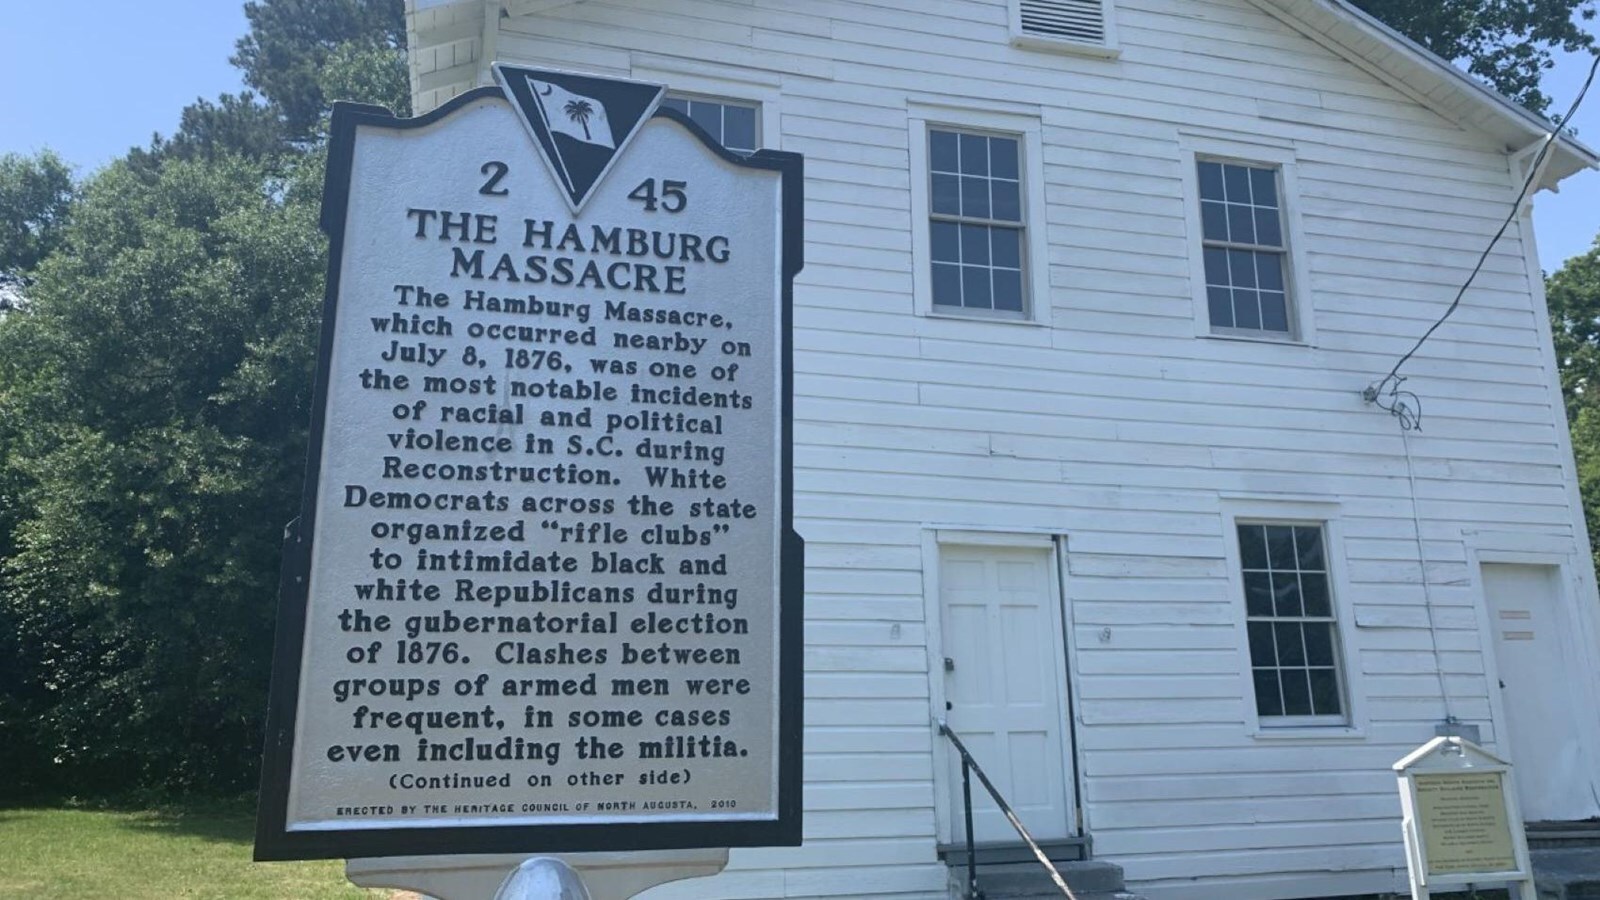 2 45
THE HAMBURG
MASSACRE
The Hamburg Massacre,
which occurred nearby on
July 8, 1876, was one of
the most notable incidents
of racial and political
violence in S.C. during
Reconstruction. White
Democrats across the state
organized “rifle clubs”
to intimidate black and
white Republicans during
the gubernatorial election
of 1876. Clashes between
groups of armed men were
frequent, in some cases
even including the militia.
(Continued on other side)
ERECTED BY THE HERITAGE COUNCIL OF NORTH AUGUSTA, 2010